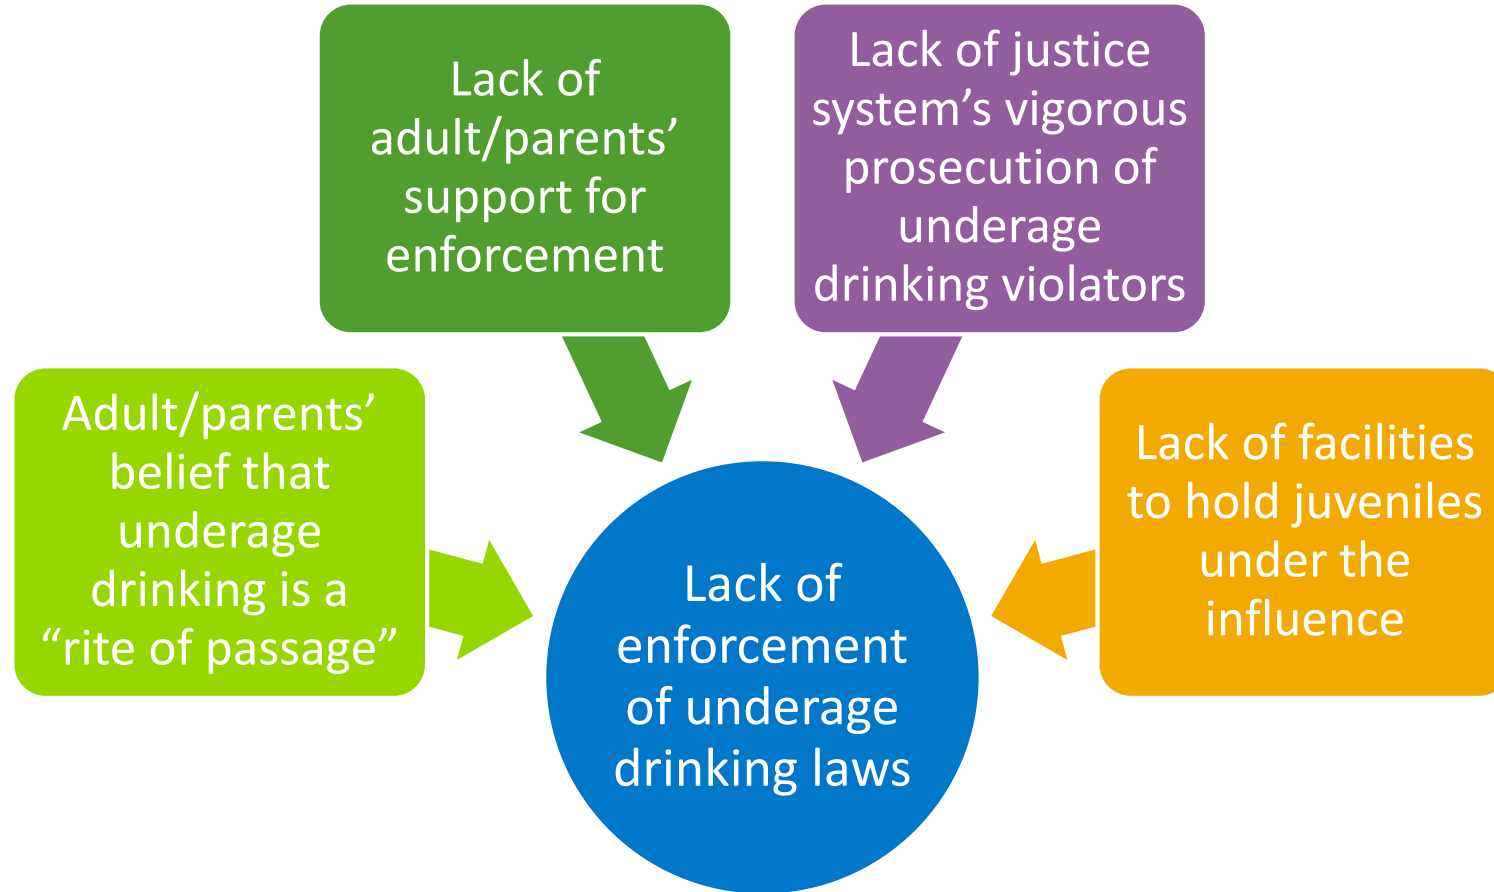 Lack of
adult/parents’
support for
enforcement
Lack of justice
system’s vigorous
prosecution of
underage
drinking violators
Adult/parents’
belief that
underage
drinking is a
“rite of passage”
Lack of facilities
to hold juveniles
under the
influence
Lack of
enforcement
of underage
drinking laws